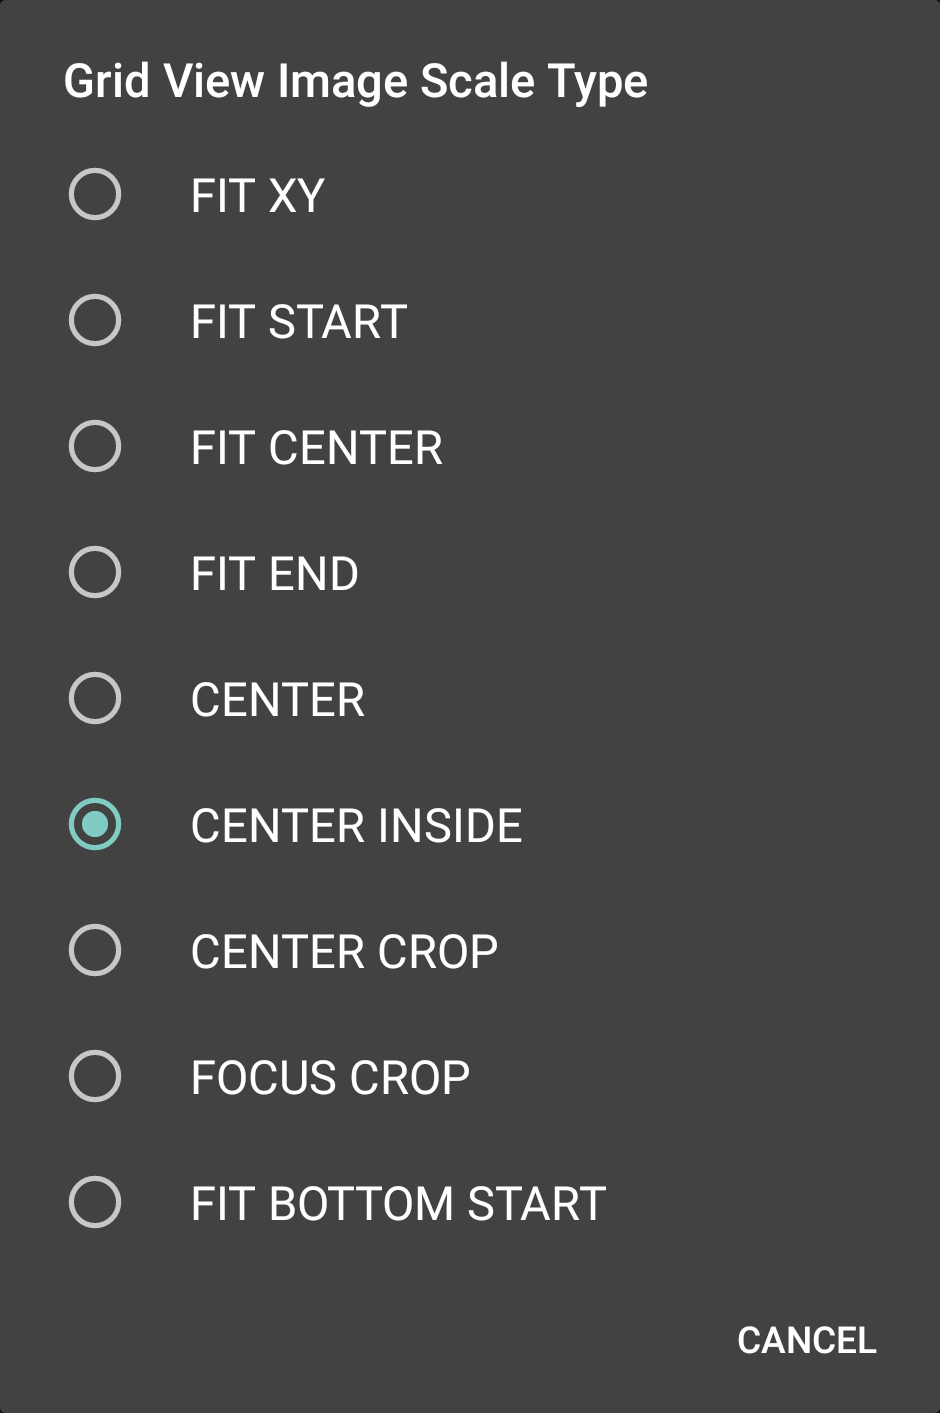 Grid View Image Scale Type
FIT XY
FIT START
FIT CENTER
FIT END
CENTER
CENTER INSIDE
CENTER CROP
FOCUS CROP
FIT BOTTOM START
CANCEL